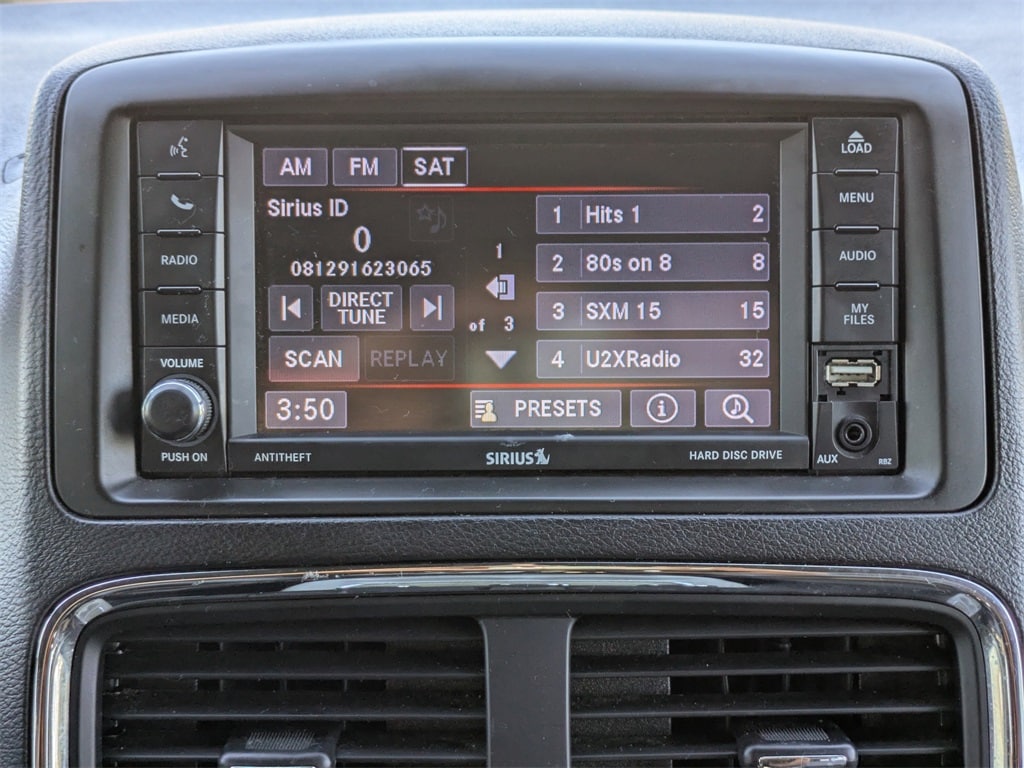 AM FM SAT
Sirius ID
0
081291623065
DIRECT
TUNE
SCAN REPLAY
3:50
1
of 3
1 Hits 1 2
2 80s on 8 8
3 SXM 15 15
4 U2XRadio 32
PRESETS
RADIO
MEDIA
VOLUME
PUSH ON
LOAD
MENU
AUDIO
MY
FILES
AUX RBZ
ANTITHEFT SIRIUS HARD DISC DRIVE